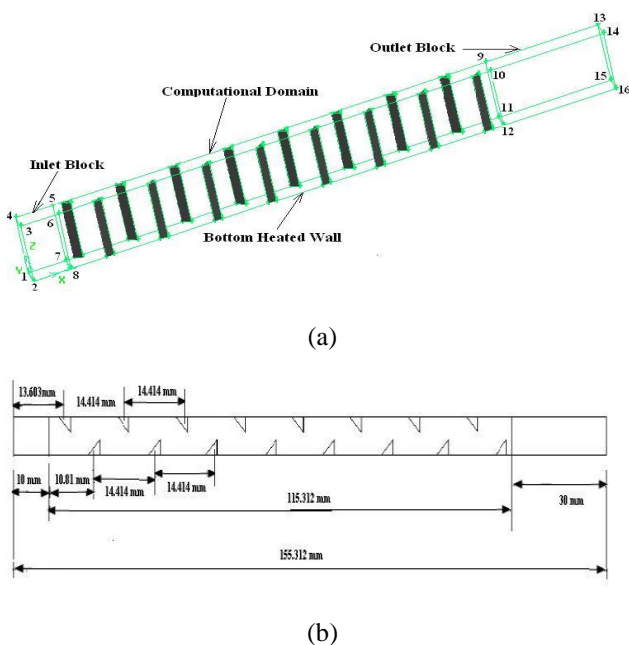 13
14
Outlet Block
9
10
15
16
Computational Domain
11
12
Inlet Block
4
5
3
6
Z
Bottom Heated Wall
7
Y
1
X
8
2
(a)
13.603mm
14.414 mm
14.414 mm
10 mm
10.81 mm
14.414 mm
14.414 mm
115.312 mm
30 mm
155.312 mm
(b)